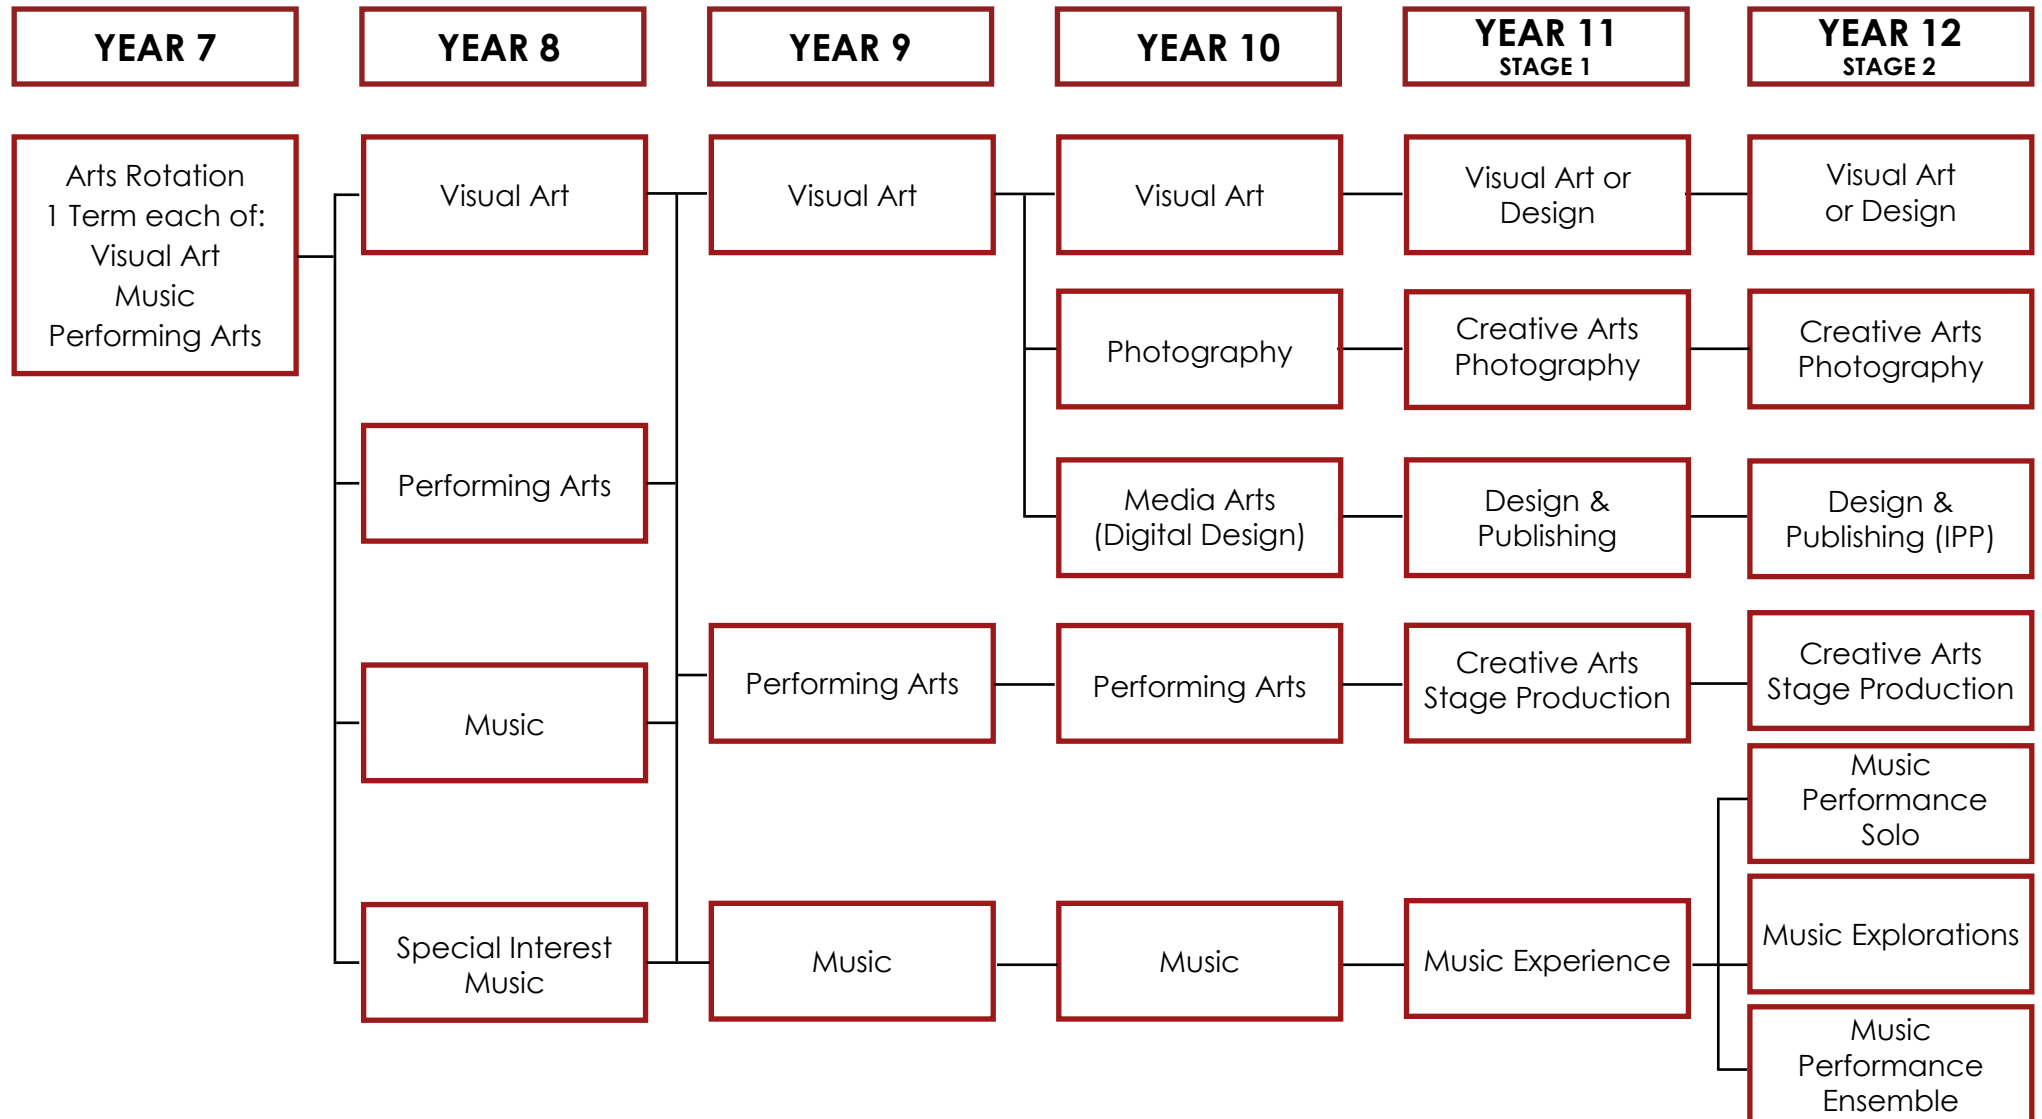 YEAR 7
YEAR 8
YEAR 9
YEAR 10
YEAR 11
STAGE 1
YEAR 12
STAGE 2
Arts Rotation
1 Term each of:
Visual Art
Music
Performing Arts
Visual Art
Performing Arts
Music
Special Interest
Music
Visual Art
Performing Arts
Music
Visual Art
Photography
Media Arts
(Digital Design)
Performing Arts
Music
Visual Art or
Design
Creative Arts
Photography
Design &
Publishing
Creative Arts
Stage Production
Music Experience
Visual Art
or Design
Creative Arts
Photography
Design &
Publishing (IPP)
Creative Arts
Stage Production
Music
Performance
Solo
Music Explorations
Music
Performance
Ensemble